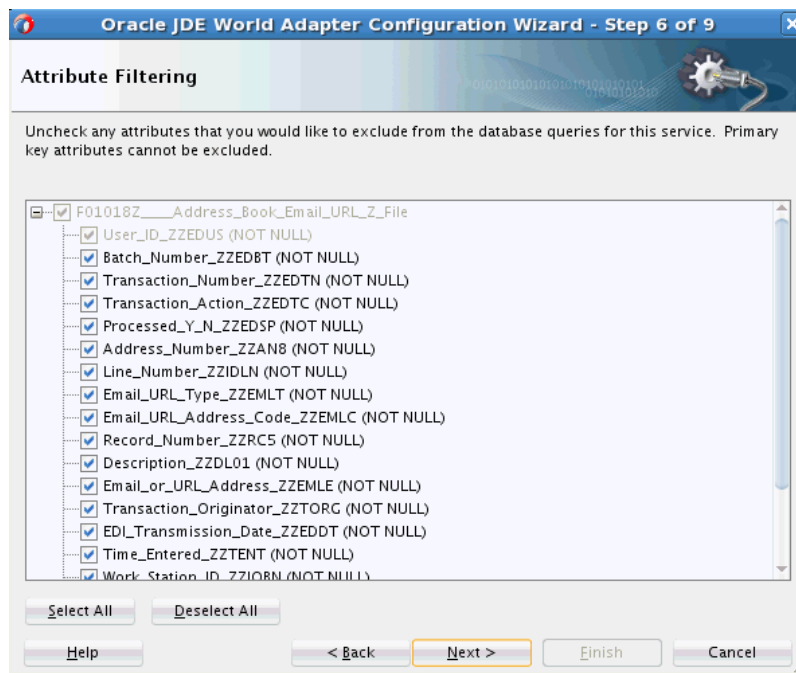 Oracle JDE World Adapter Configuration Wizard - Step 6 of 9
Attribute Filtering
Uncheck any attributes that you would like to exclude from the database queries for this service. Primary
key attributes cannot be excluded.
F01018Z____Address_Book_Email_URL_Z_File
User_ID_ZZEDUS (NOT NULL)
Batch_Number_ZZEDBT (NOT NULL)
Transaction_Number_ZZEDTN (NOT NULL)
Transaction_Action_ZZEDTC (NOT NULL)
Processed_Y_N_ZZEDSP (NOT NULL)
Address_Number_ZZAN8 (NOT NULL)
Line_Number_ZZIDLN (NOT NULL)
Email_URL_Type_ZZEMLT (NOT NULL)
Email_URL_Address_Code_ZZEMLC (NOT NULL)
Record_Number_ZZRC5 (NOT NULL)
Description_ZZDL01 (NOT NULL)
Email_or_URL_Address_ZZEMLE (NOT NULL)
Transaction_Originator_ZZTORG (NOT NULL)
EDI_Transmission_Date_ZZEDDT (NOT NULL)
Time_Entered_ZZTENT (NOT NULL)
Work_Station_ID_ZZJOBN (NOT NULL)
Select All Deselect All
Help < Back Next > Finish Cancel